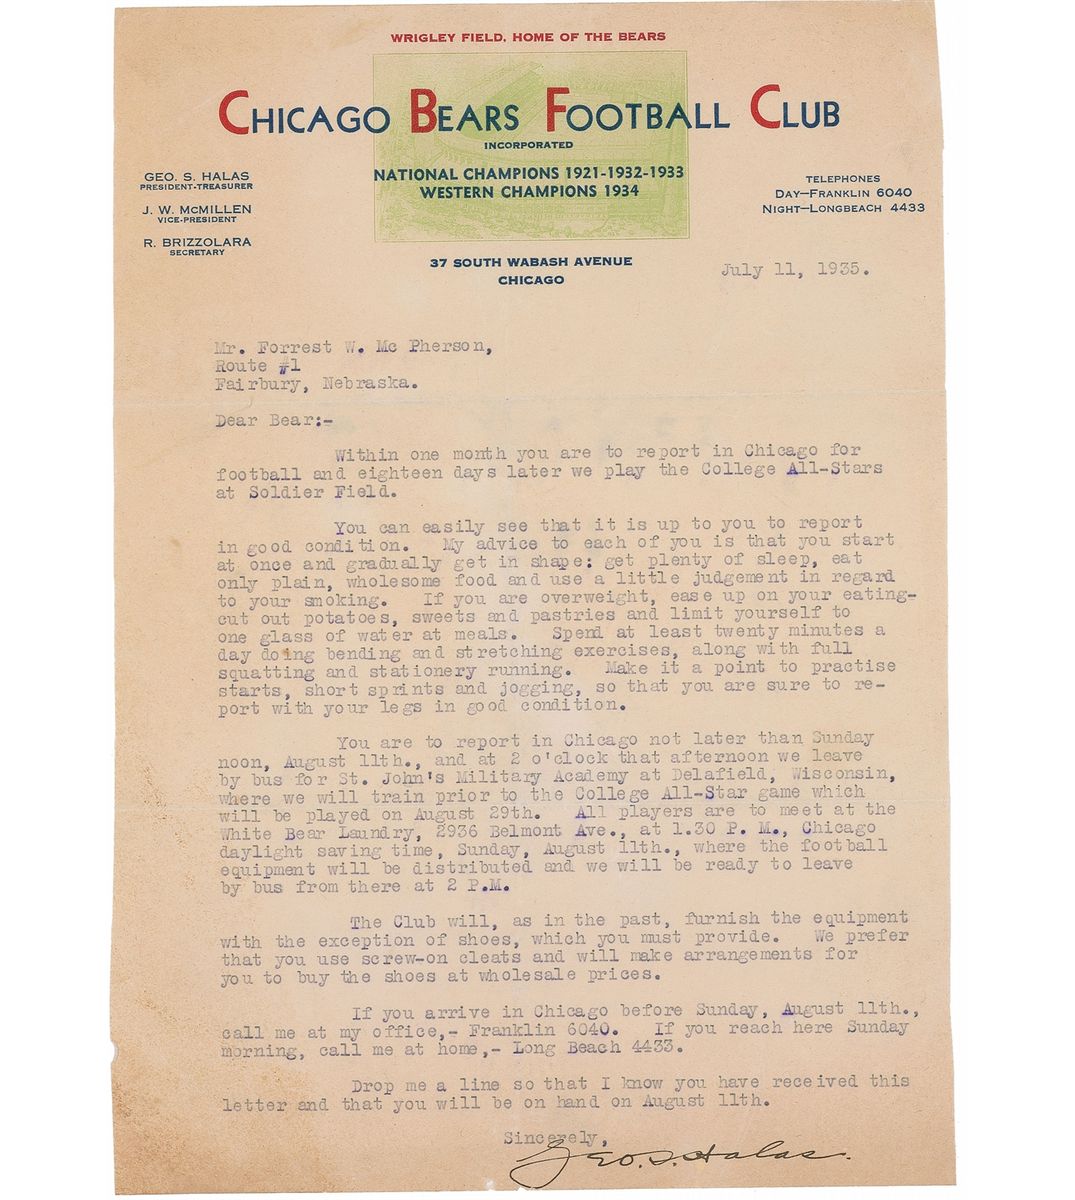 WRIGLEY FIELD, HOME OF THE BEARS
CHICAGO BEARS FOOTBALL CLUB
INCORPORATED
NATIONAL CHAMPIONS 1921-1932-1933
WESTERN CHAMPIONS 1934
GEO. S. HALAS
PRESIDENT-TREASURER
J. W. McMILLEN
VICE-PRESIDENT
R. BRIZZOLARA
SECRETARY
TELEPHONES
DAY—FRANKLIN 6040
NIGHT—LONGBEACH 4433
37 SOUTH WABASH AVENUE
CHICAGO
July 11, 1935.
Mr. Forrest W. Mc Pherson,
Route #1
Fairbury, Nebraska.
Dear Bear:-
Within one month you are to report in Chicago for
football and eighteen days later we play the College All-Stars
at Soldier Field.
You can easily see that it is up to you to report
in good condition. My advice to each of you is that you start
at once and gradually get in shape: get plenty of sleep, eat
only plain, wholesome food and use a little judgement in regard
to your smoking. If you are overweight, ease up on your eating-
cut out potatoes, sweets and pastries and limit yourself to
one glass of water at meals. Spend at least twenty minutes a
day doing bending and stretching exercises, along with full
squatting and stationery running. Make it a point to practise
starts, short sprints and jogging, so that you are sure to re-
port with your legs in good condition.
You are to report in Chicago not later than Sunday
noon, August 11th., and at 2 o'clock that afternoon we leave
by bus for St. John's Military Academy at Delafield, Wisconsin,
where we will train prior to the College All-Star game which
will be played on August 29th. All players are to meet at the
White Bear Laundry, 2936 Belmont Ave., at 1.30 P. M., Chicago
daylight saving time, Sunday, August 11th., where the football
equipment will be distributed and we will be ready to leave
by bus from there at 2 P.M.
The Club will, as in the past, furnish the equipment
with the exception of shoes, which you must provide. We prefer
that you use screw-on cleats and will make arrangements for
you to buy the shoes at wholesale prices.
If you arrive in Chicago before Sunday, August 11th.,
call me at my office,- Franklin 6040. If you reach here Sunday
morning, call me at home,- Long Beach 4433.
Drop me a line so that I know you have received this
letter and that you will be on hand on August 11th.
Sincerely,
Geo. S. Halas.